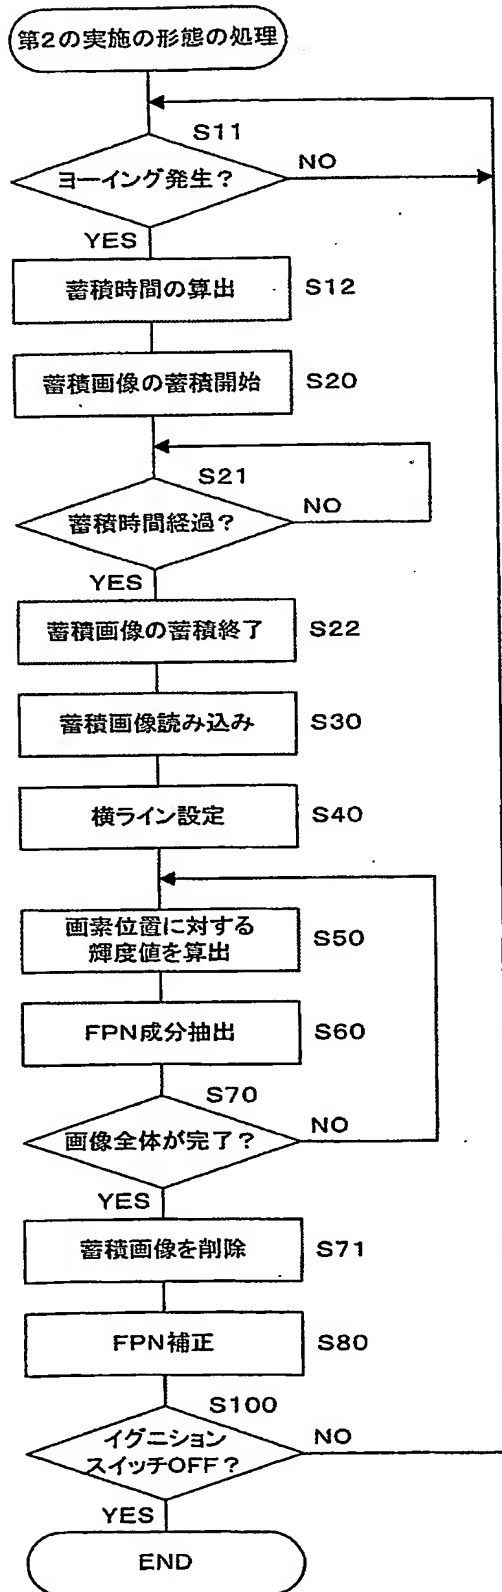 第2の実施の形態の処理
S11
ヨーイング発生?
NO
YES
蓄積時間の算出
S12
蓄積画像の蓄積開始
S20
S21
蓄積時間経過?
NO
YES
蓄積画像の蓄積終了
S22
蓄積画像読み込み
S30
横ライン設定
S40
画素位置に対する
輝度値を算出
S50
FPN成分抽出
S60
S70
画像全体が完了?
NO
YES
蓄積画像を削除
S71
FPN補正
S80
S100
イグニション
スイッチOFF?
NO
YES
END